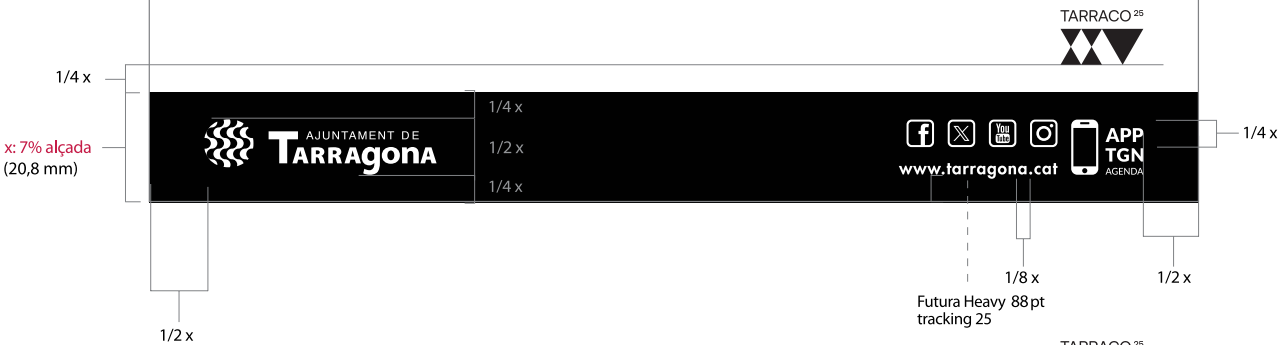 TARRACO 25
1/4 x
1/4 x
AJUNTAMENT DE
TARRAGONA
x: 7% alçada
(20,8 mm)
1/2 x
1/4 x
f X You Tube
APP
TGN
AGENDA
www.tarragona.cat
1/4 x
1/8 x
1/2 x
Futura Heavy 88 pt
tracking 25
1/2 x
TARRACO 25